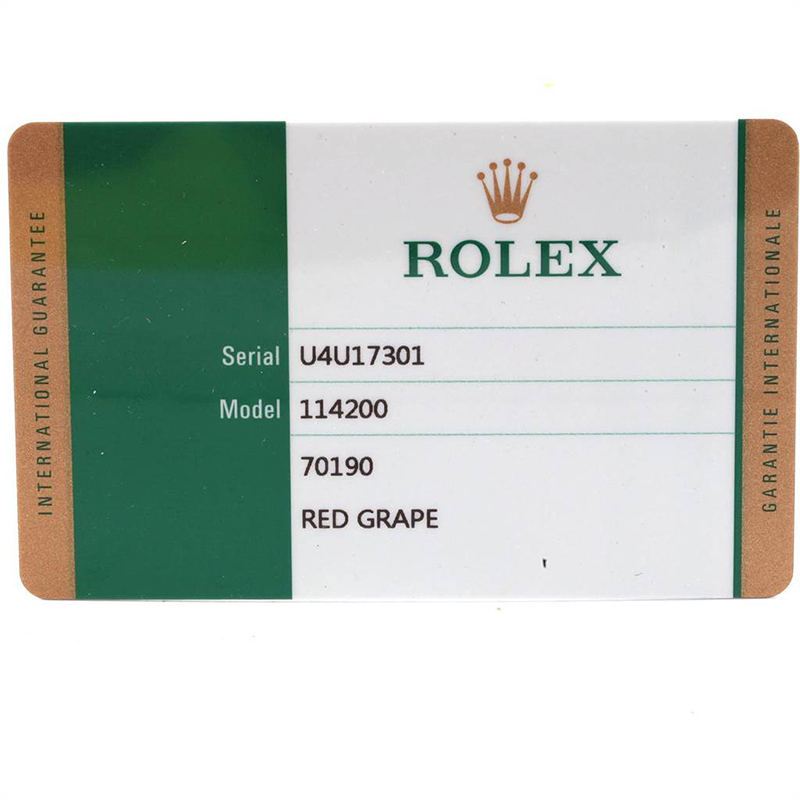 INTERNATIONAL GUARANTEE
ROLEX
Serial U4U17301
Model 114200
70190
RED GRAPE
GARANTIE INTERNATIONALE